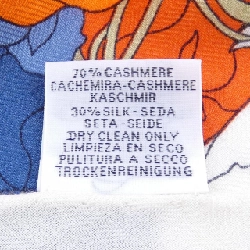 70% CASHMERE
CACHEMIRA-CASHMERE
KASCHMIR
30% SILK-SEDA
SETA-SEIDE
DRY CLEAN ONLY
LIMPIEZA EN SECO
PULITURA A SECCO
TROCKENREINIGUNG